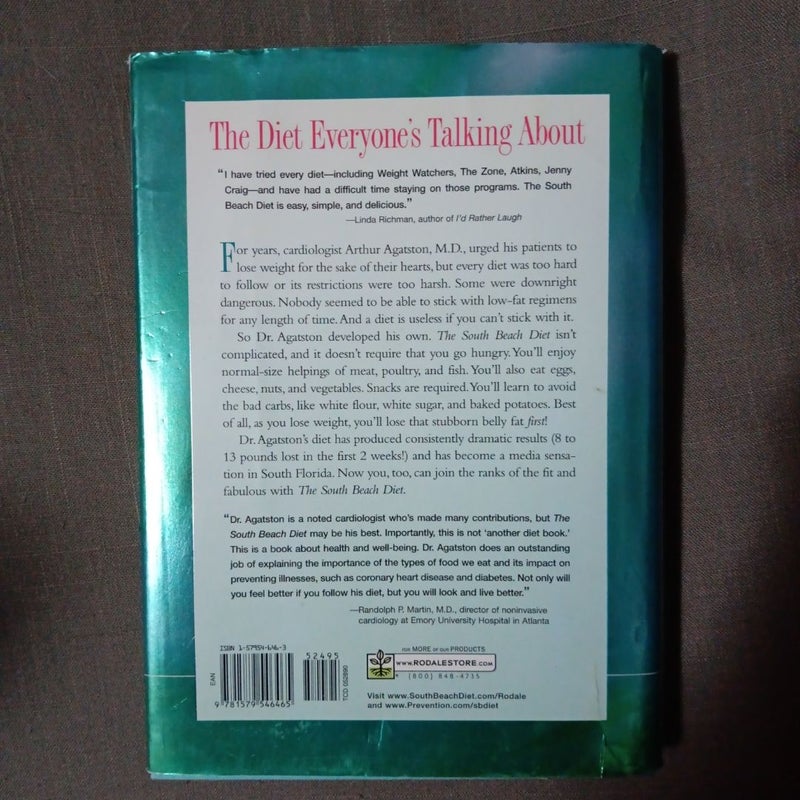 The Diet Everyone's Talking About
“I have tried every diet—including Weight Watchers, The Zone, Atkins, Jenny
Craig—and have had a difficult time staying on those programs. The South
Beach Diet is easy, simple, and delicious.”
—Linda Richman, author of I'd Rather Laugh
For years, cardiologist Arthur Agatston, M.D., urged his patients to
lose weight for the sake of their hearts, but every diet was too hard
to follow or its restrictions were too harsh. Some were downright
dangerous. Nobody seemed to be able to stick with low-fat regimens
for any length of time. And a diet is useless if you can't stick with it.
So Dr. Agatston developed his own. The South Beach Diet isn't
complicated, and it doesn't require that you go hungry. You'll enjoy
normal-size helpings of meat, poultry, and fish. You'll also eat eggs,
cheese, nuts, and vegetables. Snacks are required. You'll learn to avoid
the bad carbs, like white flour, white sugar, and baked potatoes. Best
of all, as you lose weight, you'll lose that stubborn belly fat first!
Dr. Agatston's diet has produced consistently dramatic results (8 to
13 pounds lost in the first 2 weeks!) and has become a media sensa-
tion in South Florida. Now you, too, can join the ranks of the fit and
fabulous with The South Beach Diet.
“Dr. Agatston is a noted cardiologist who's made many contributions, but The
South Beach Diet may be his best. Importantly, this is not ‘another diet book.’
This is a book about health and well-being. Dr. Agatston does an outstanding
job of explaining the importance of the types of food we eat and its impact on
preventing illnesses, such as coronary heart disease and diabetes. Not only will
you feel better if you follow his diet, but you will look and live better.”
—Randolph P. Martin, M.D., director of noninvasive
cardiology at Emory University Hospital in Atlanta
ISBN 1-57954-646-3
52495
EAN
9 781579 546465
TCD 052890
FOR MORE OF OUR PRODUCTS
WWW.RODALESTORE.COM
(800) 848-4735
Visit www.SouthBeachDiet.com/Rodale
and www.Prevention.com/sbdiet